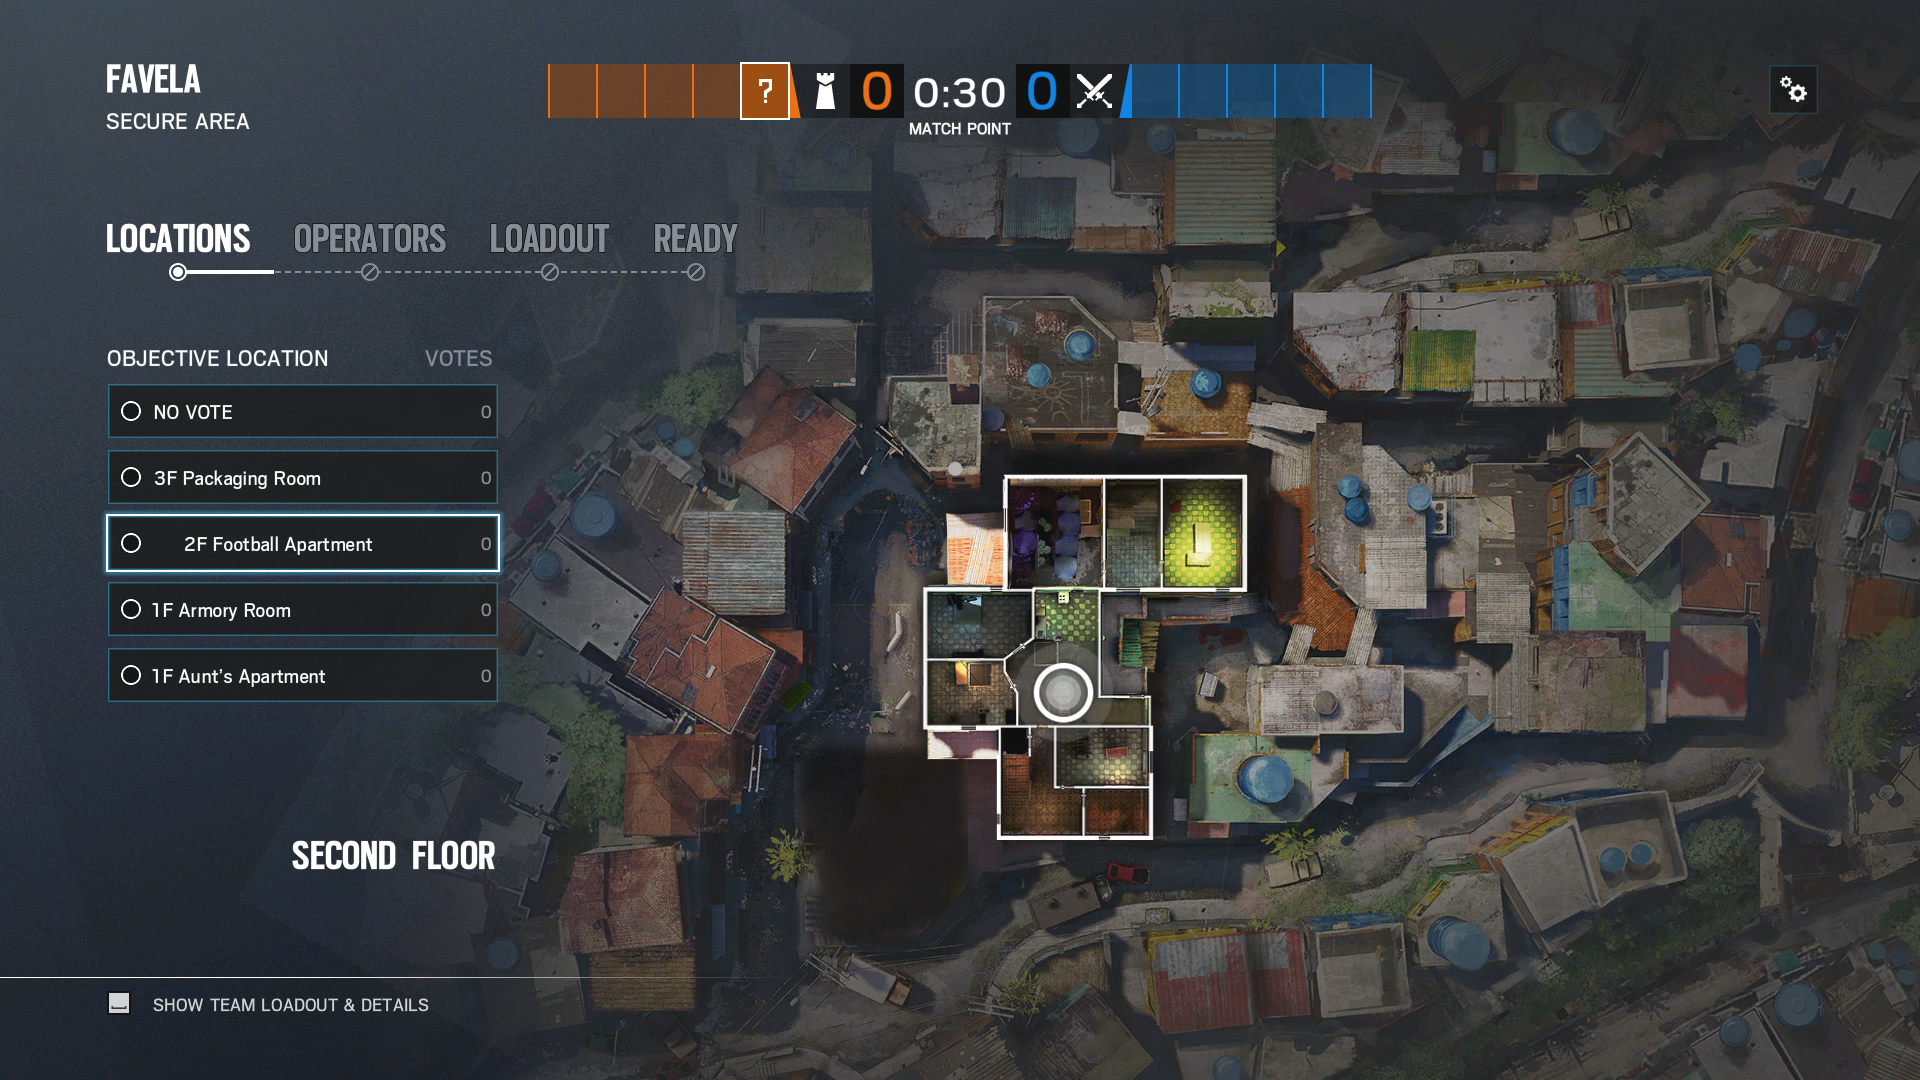 FAVELA
SECURE AREA
?
0
0:30
0
MATCH POINT
LOCATIONS
OPERATORS
LOADOUT
READY
OBJECTIVE LOCATION
VOTES
NO VOTE
0
3F Packaging Room
0
2F Football Apartment
0
1F Armory Room
0
1F Aunt's Apartment
0
SECOND FLOOR
SHOW TEAM LOADOUT & DETAILS